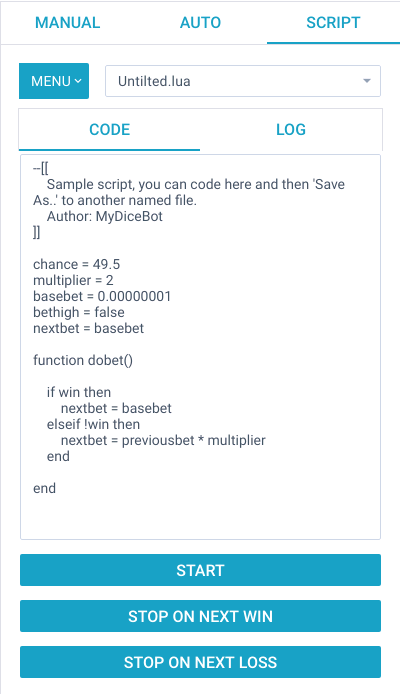 MANUAL AUTO SCRIPT
MENU Untilted.lua
CODE LOG
--[[
Sample script, you can code here and then 'Save
As..' to another named file.
Author: MyDiceBot
]]
chance = 49.5
multiplier = 2
basebet = 0.00000001
bethigh = false
nextbet = basebet
function dobet()
if win then
nextbet = basebet
elseif !win then
nextbet = previousbet * multiplier
end
end
START
STOP ON NEXT WIN
STOP ON NEXT LOSS